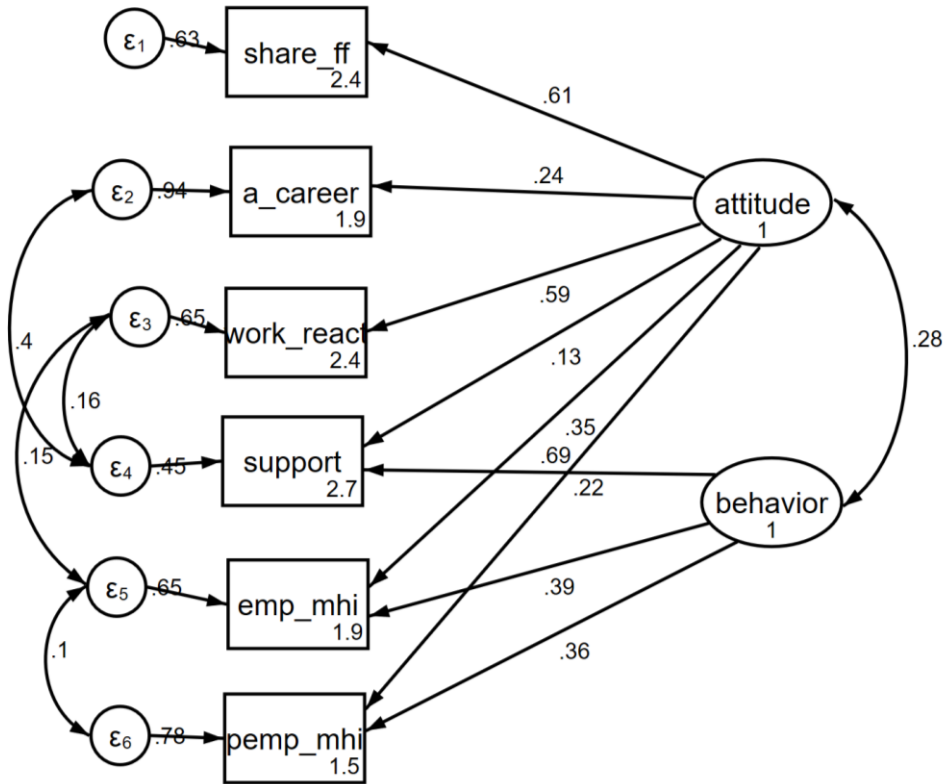 ε1
.63
share_ff
2.4
.61
ε2
.94
a_career
1.9
.24
attitude
1
ε3
.65
work_react
2.4
.59
.28
.4
.16
.13
.15
ε4
.45
support
2.7
.35
.69
.22
behavior
1
ε5
.65
emp_mhi
1.9
.39
.1
.36
ε6
.78
pemp_mhi
1.5